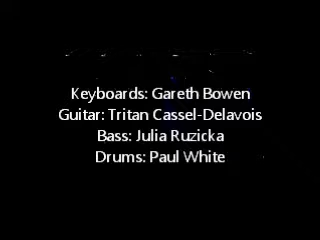 Keyboards: Gareth Bowen
Guitar: Tritan Cassel-Delavois
Bass: Julia Ruzicka
Drums: Paul White